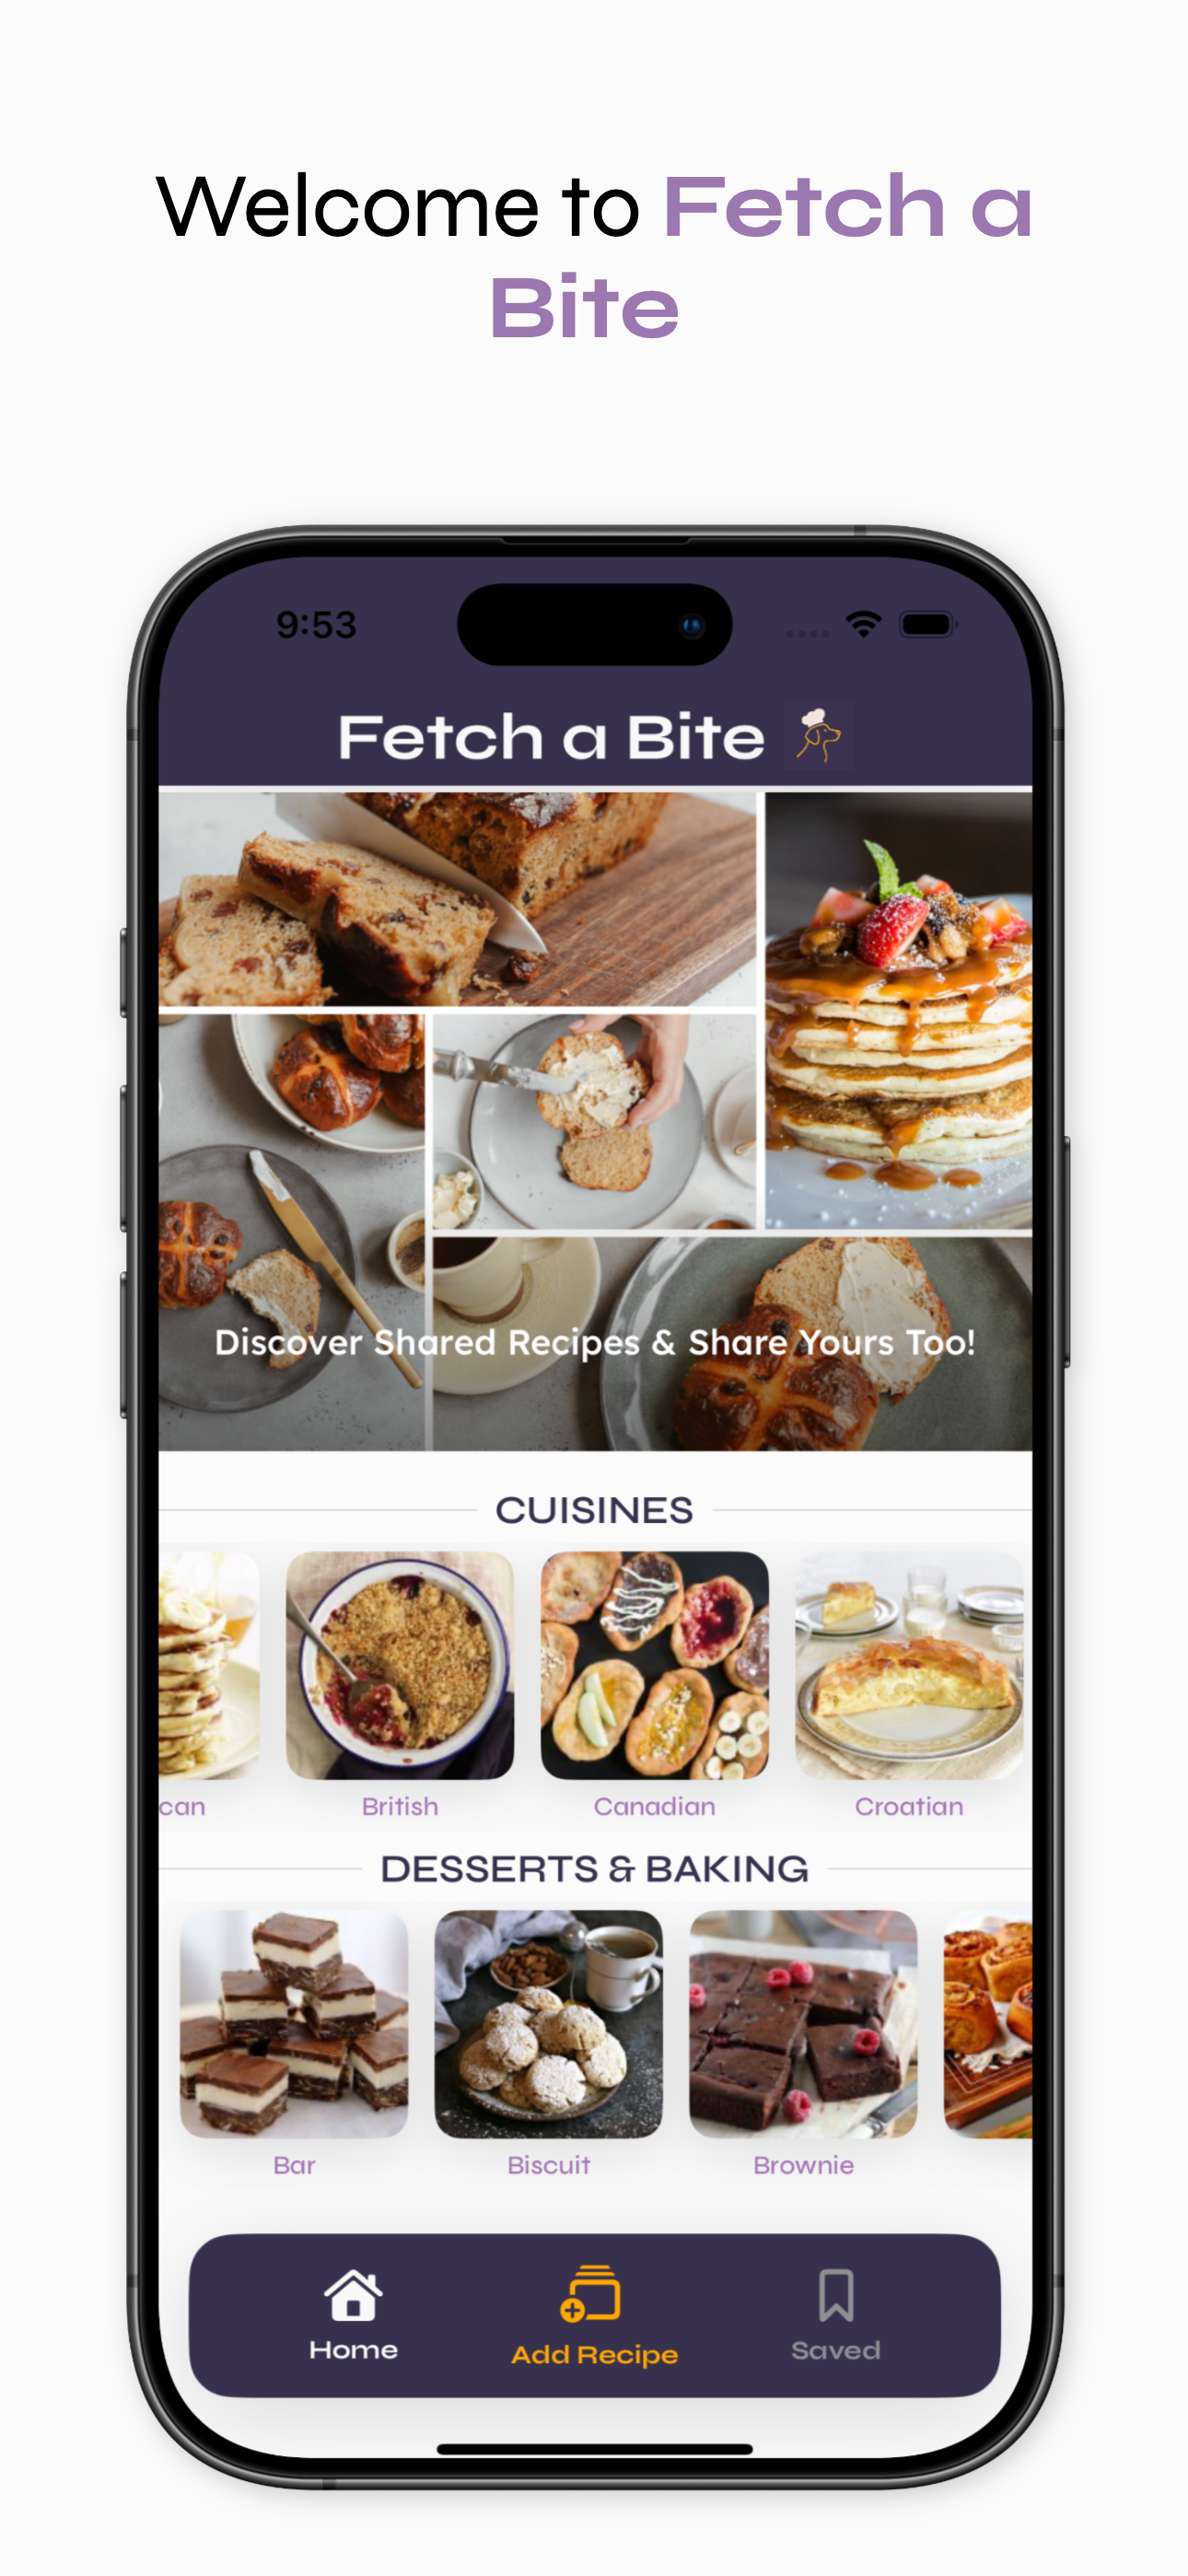 Welcome to Fetch a
Bite
9:53
Fetch a Bite
Discover Shared Recipes & Share Yours Too!
CUISINES
can
British
Canadian
Croatian
DESSERTS & BAKING
Bar
Biscuit
Brownie
Home
Add Recipe
Saved